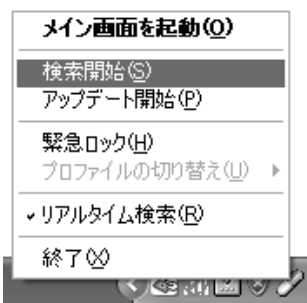 メイン画面を起動(O)
検索開始(S)
アップデート開始(P)
緊急ロック(H)
プロファイルの切り替え(U)
リアルタイム検索(R)
終了(X)